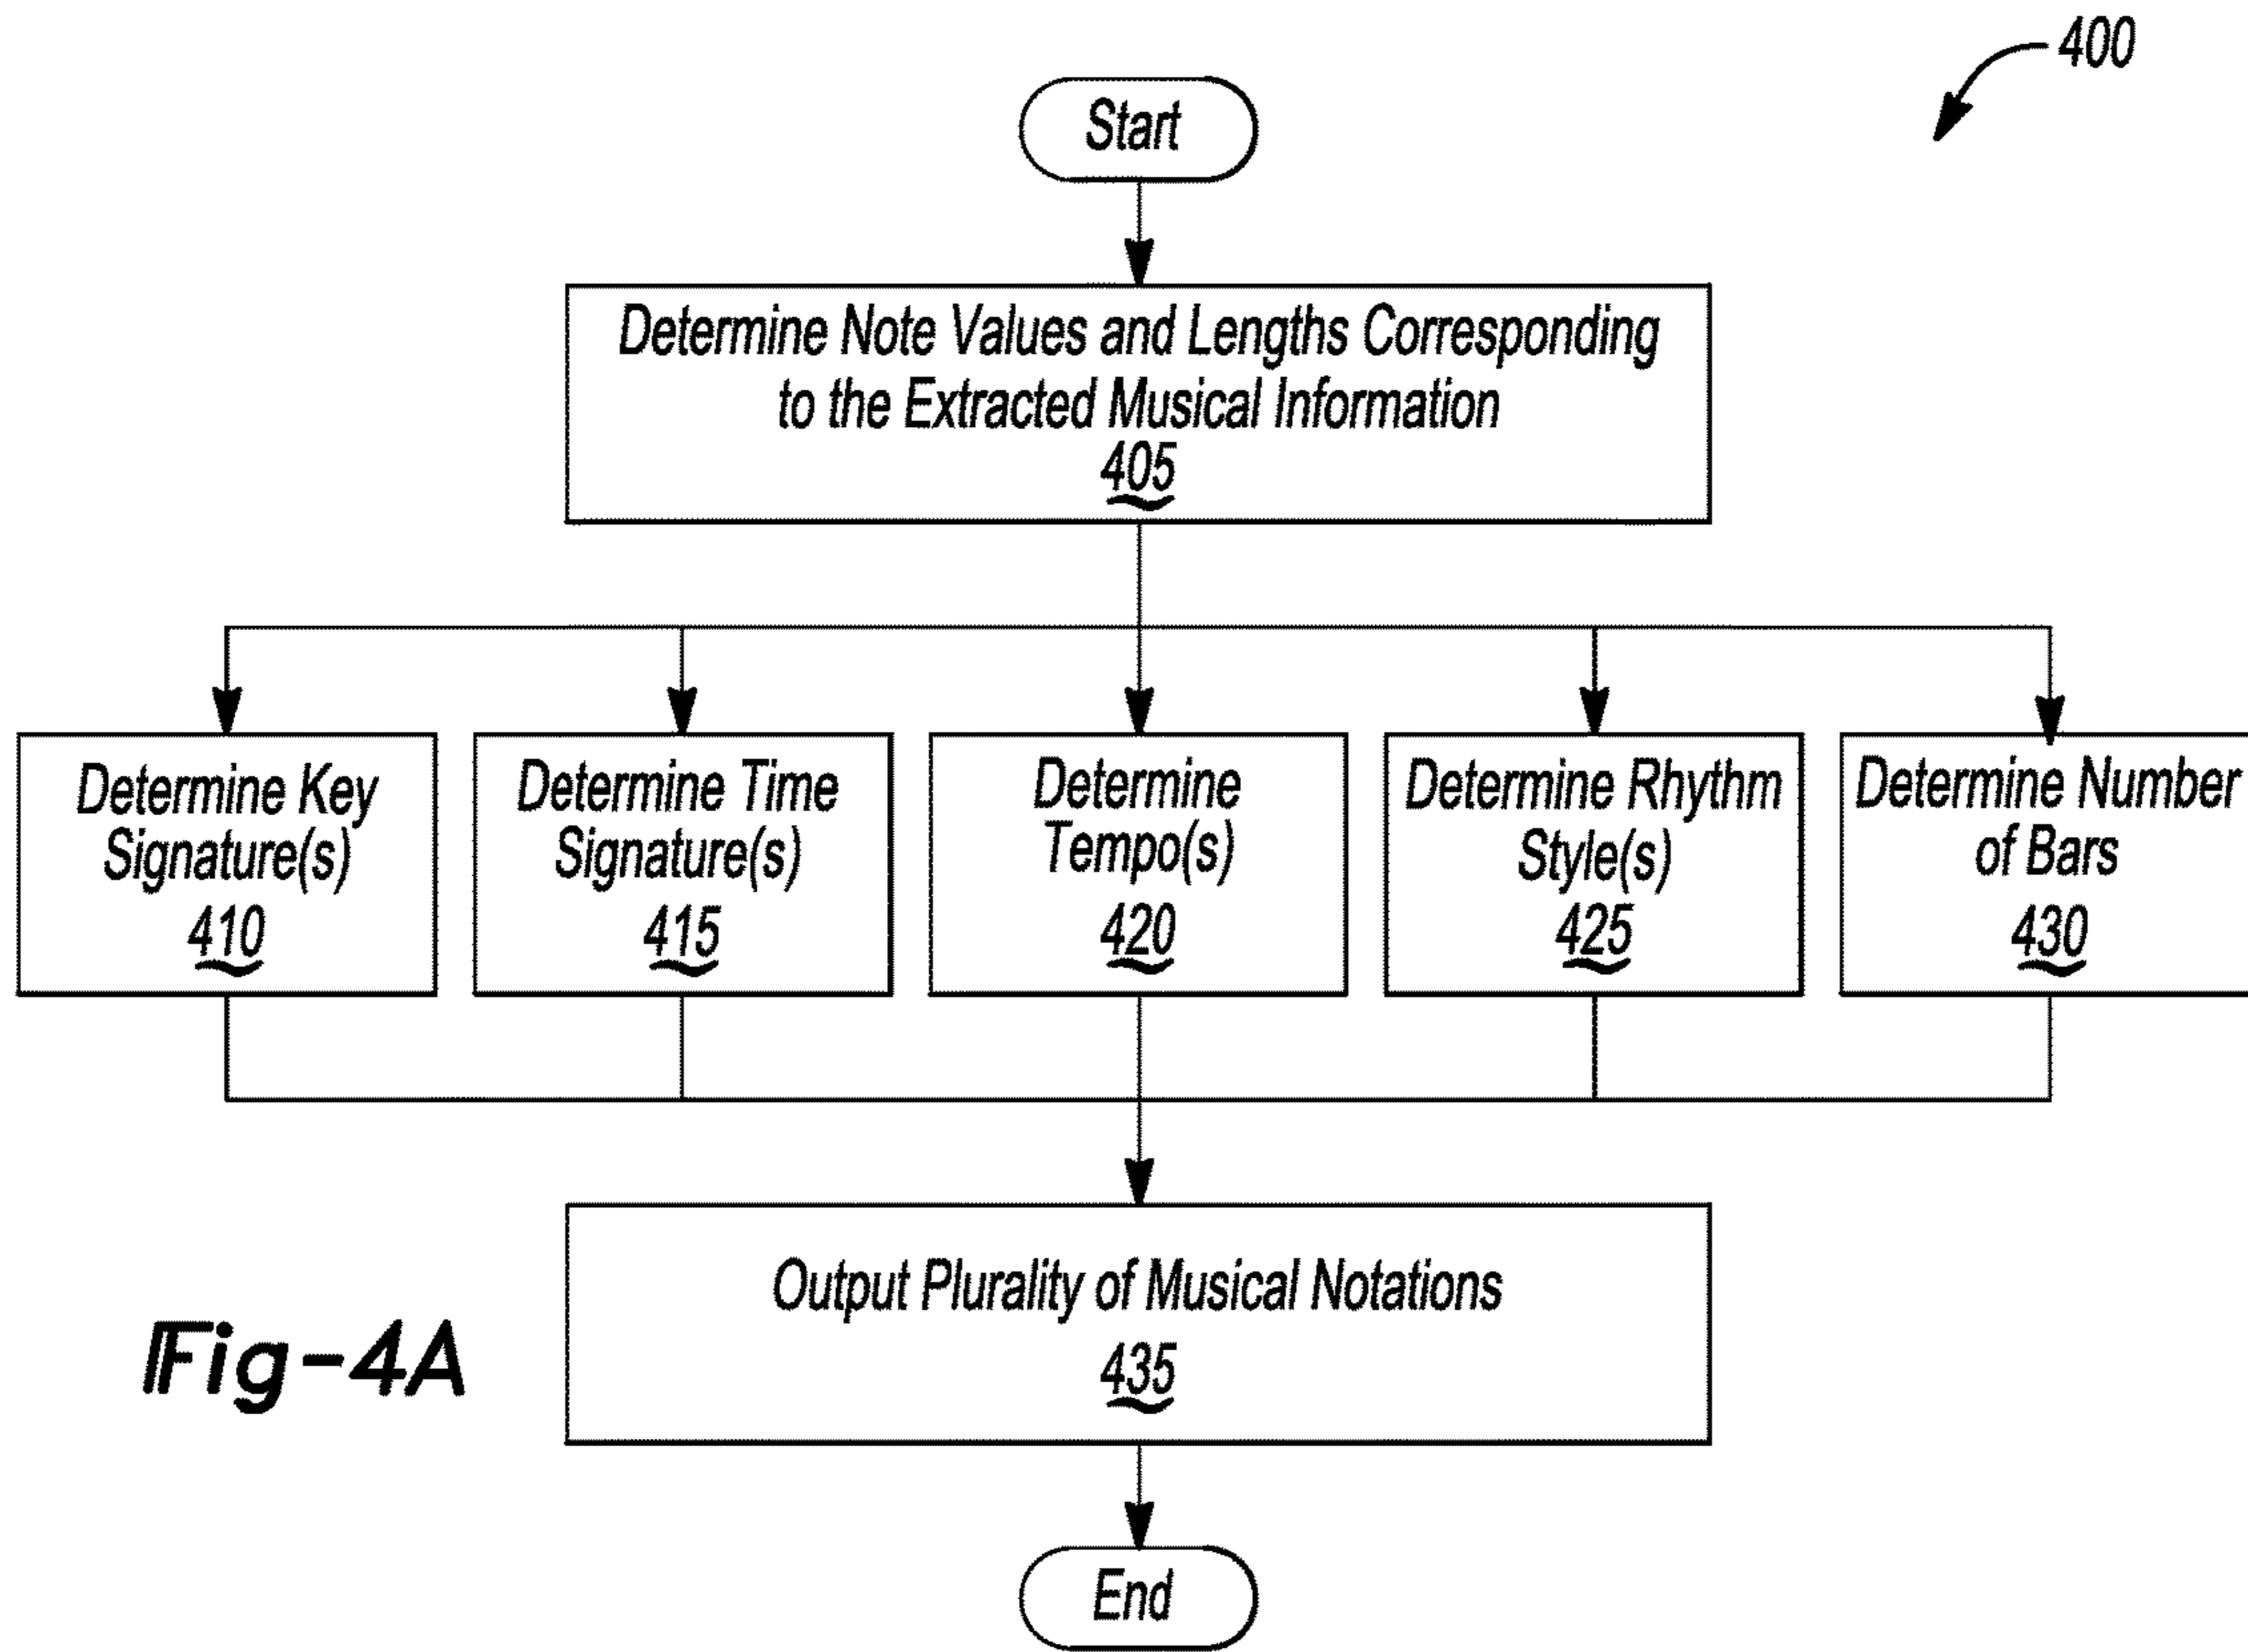 400
Start
Determine Note Values and Lengths Corresponding
to the Extracted Musical Information
405
Determine Key
Signature(s)
410
Determine Time
Signature(s)
415
Determine
Tempo(s)
420
Determine Rhythm
Style(s)
425
Determine Number
of Bars
430
Output Plurality of Musical Notations
435
Fig-4A
End